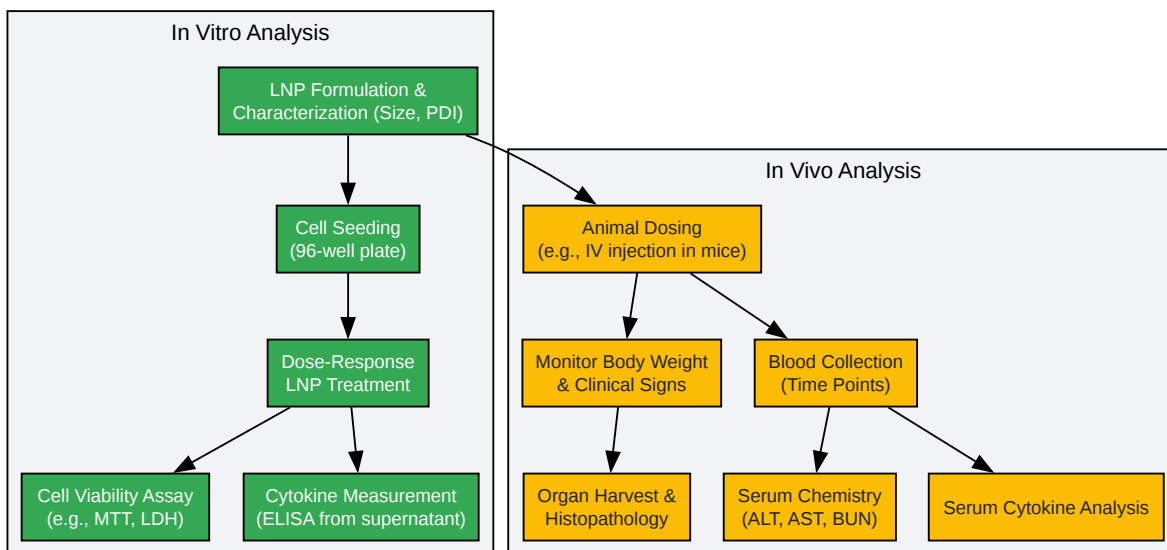 In Vitro Analysis
LNP Formulation &
Characterization (Size, PDI)
In Vivo Analysis
Cell Seeding
(96-well plate)
Animal Dosing
(e.g., IV injection in mice)
Dose-Response
LNP Treatment
Monitor Body Weight
& Clinical Signs
Blood Collection
(Time Points)
Cell Viability Assay
(e.g., MTT, LDH)
Cytokine Measurement
(ELISA from supernatant)
Organ Harvest &
Histopathology
Serum Chemistry
(ALT, AST, BUN)
Serum Cytokine Analysis